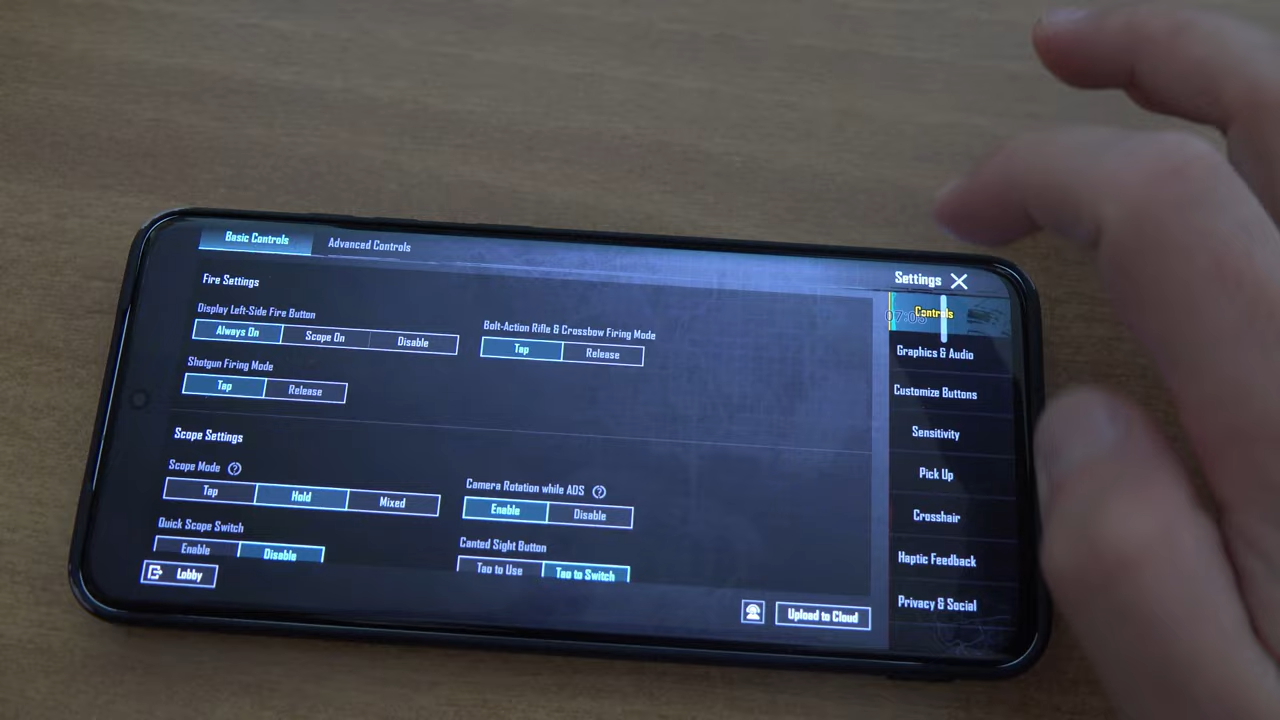 Basic Controls
Advanced Controls
Settings
Fire Settings
Display Left-Side Fire Button
Always On
Scope On
Disable
Bolt-Action Rifle & Crossbow Firing Mode
Tap
Release
Shotgun Firing Mode
Tap
Release
Scope Settings
Scope Mode ?
Tap
Hold
Mixed
Camera Rotation while ADS ?
Enable
Disable
Quick Scope Switch
Enable
Disable
Canted Sight Button
Tap to Use
Tap to Switch
Lobby
Upload to Cloud
Controls
Graphics & Audio
Customize Buttons
Sensitivity
Pick Up
Crosshair
Haptic Feedback
Privacy & Social